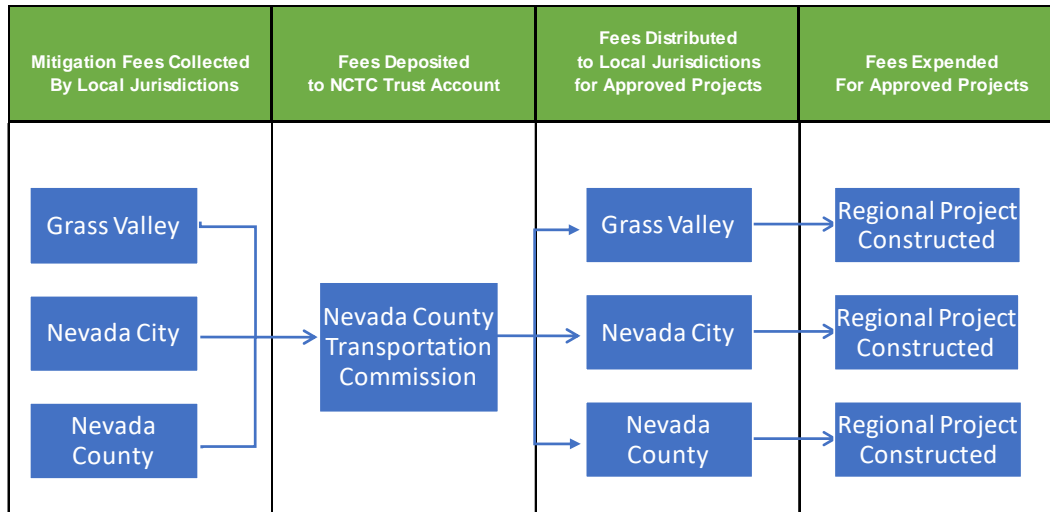 Mitigation Fees Collected
By Local Jurisdictions
Fees Deposited
to NCTC Trust Account
Fees Distributed
to Local Jurisdictions
for Approved Projects
Fees Expended
For Approved Projects
Grass Valley
Nevada City
Nevada
County
Nevada County
Transportation
Commission
Grass Valley
Nevada City
Nevada
County
Regional Project
Constructed
Regional Project
Constructed
Regional Project
Constructed